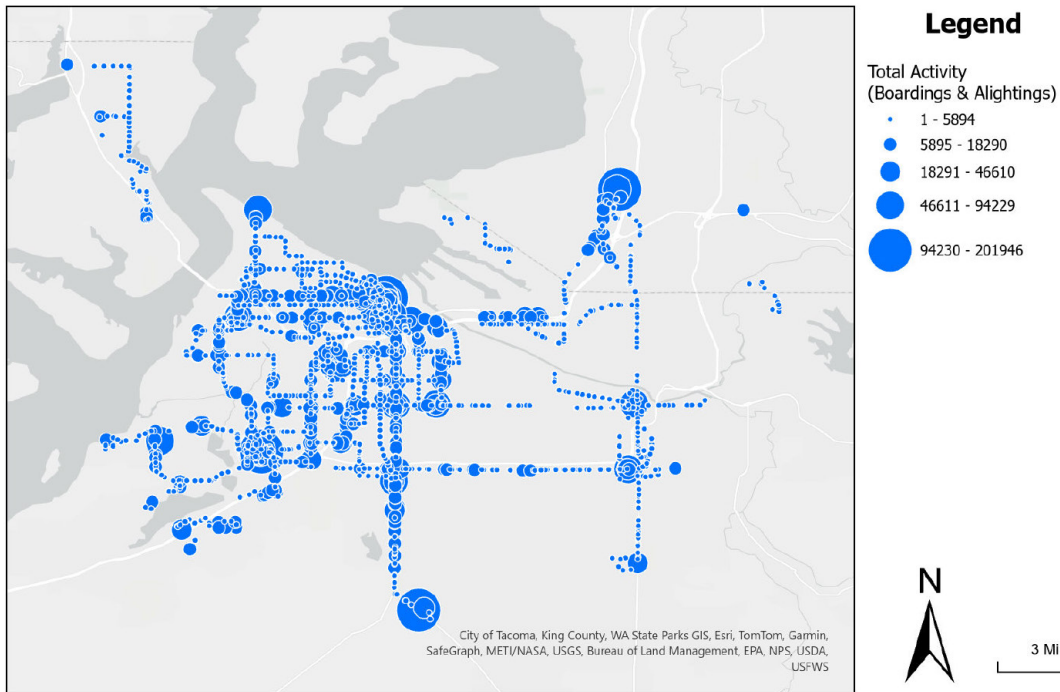 Legend
Total Activity
(Boardings & Alightings)
1 - 5894
5895 - 18290
18291 - 46610
46611 - 94229
94230 - 201946
N
3 Mi
City of Tacoma, King County, WA State Parks GIS, Esri, TomTom, Garmin,
SafeGraph, METI/NASA, USGS, Bureau of Land Management, EPA, NPS, USDA,
USFWS